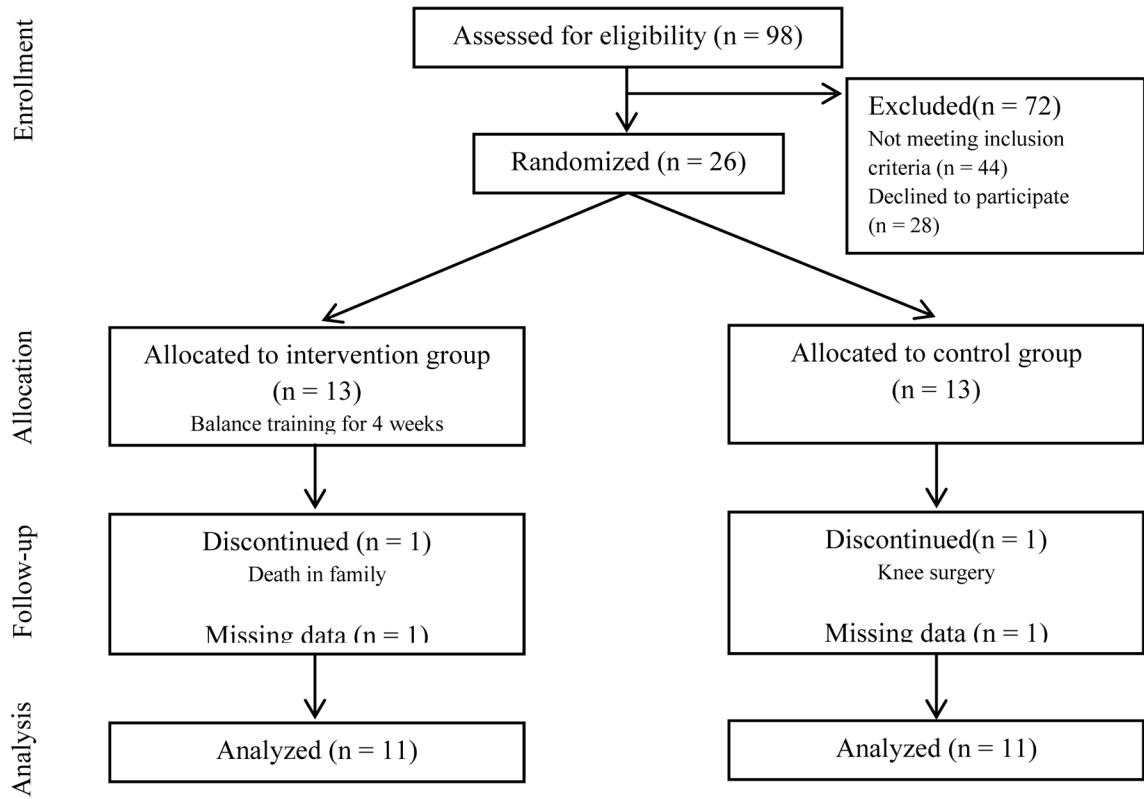 Enrollment
Assessed for eligibility (n = 98)
Excluded(n = 72)
Not meeting inclusion
criteria (n = 44)
Declined to participate
(n = 28)
Randomized (n = 26)
Allocation
Allocated to intervention group
(n = 13)
Balance training for 4 weeks
Allocated to control group
(n = 13)
Follow-up
Discontinued (n = 1)
Death in family
Missing data (n = 1)
Discontinued(n = 1)
Knee surgery
Missing data (n = 1)
Analysis
Analyzed (n = 11)
Analyzed (n = 11)